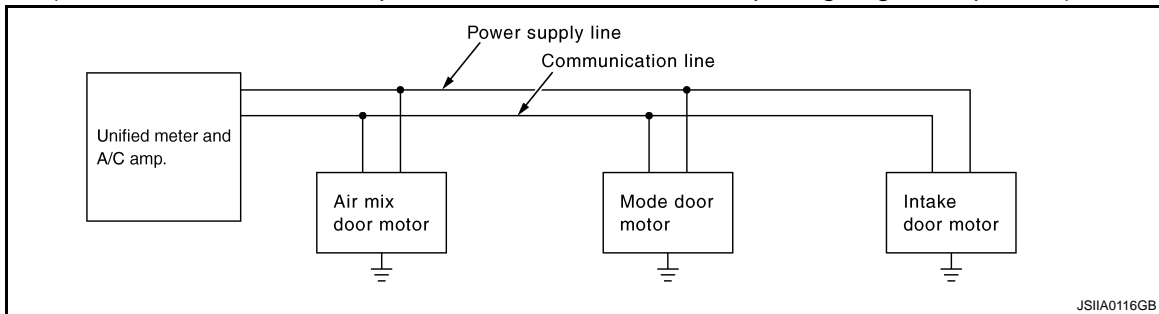 Power supply line
Communication line
Unified meter and
A/C amp.
Air mix
door motor
Mode door
motor
Intake
door motor
JSIIA0116GB